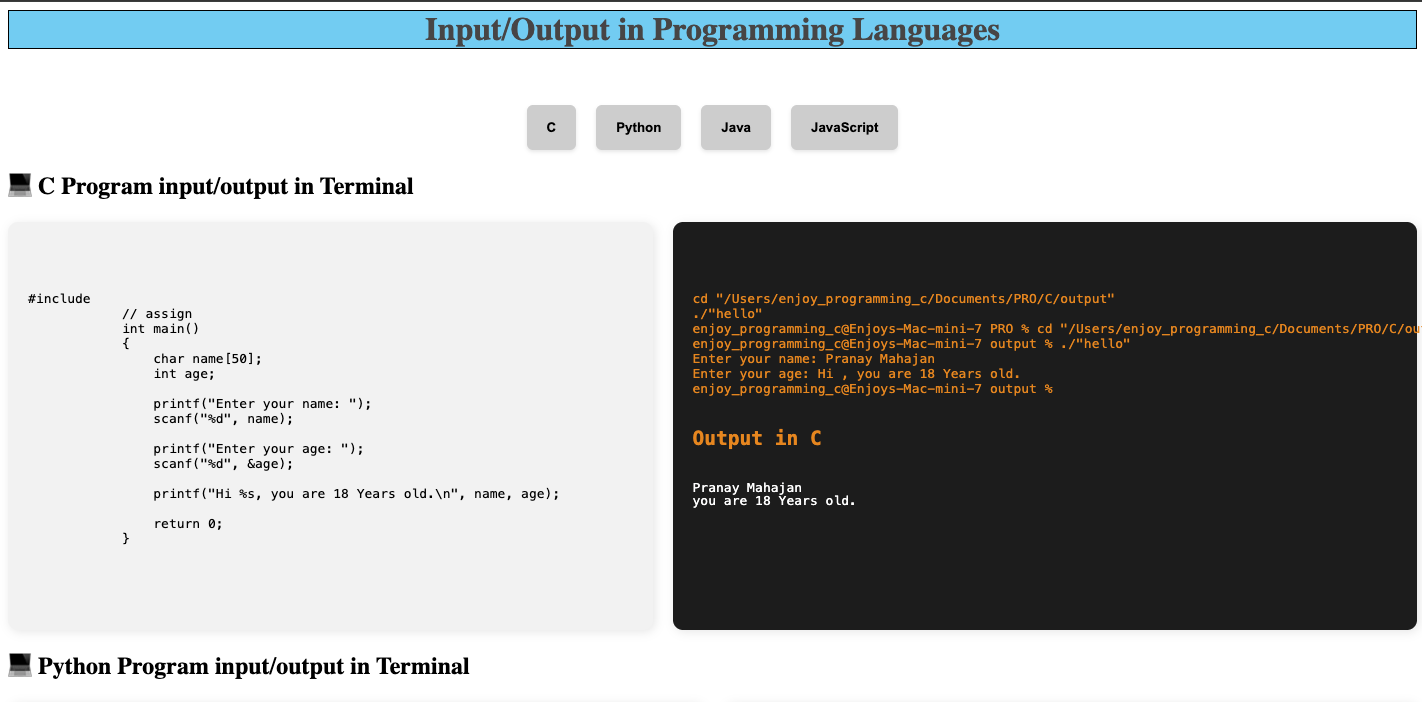 Input/Output in Programming Languages
C
Python
Java
JavaScript
C Program input/output in Terminal
#include
// assign
int main()
{
char name[50];
int age;
printf("Enter your name: ");
scanf("%d", name);
printf("Enter your age: ");
scanf("%d", &age);
printf("Hi %s, you are 18 Years old.\n", name, age);
return 0;
}
cd "/Users/enjoy_programming_c/Documents/PRO/C/output"
./"hello"
enjoy_programming_c@Enjoys-Mac-mini-7 PRO % cd "/Users/enjoy_programming_c/Documents/PRO/C/ou
enjoy_programming_c@Enjoys-Mac-mini-7 output % ./"hello"
Enter your name: Pranay Mahajan
Enter your age: Hi , you are 18 Years old.
enjoy_programming_c@Enjoys-Mac-mini-7 output %
Output in C
Pranay Mahajan
you are 18 Years old.
Python Program input/output in Terminal